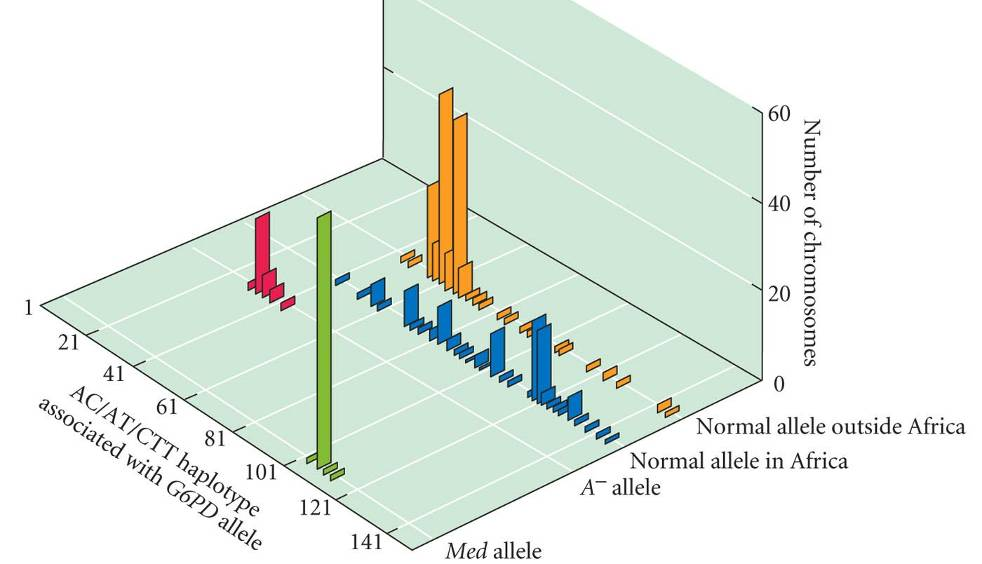 60
40
20
0
Number of chromosomes
1
21
41
61
81
101
121
141
AC/AT/CTT haplotype
associated with G6PD allele
Normal allele outside Africa
Normal allele in Africa
A– allele
Med allele